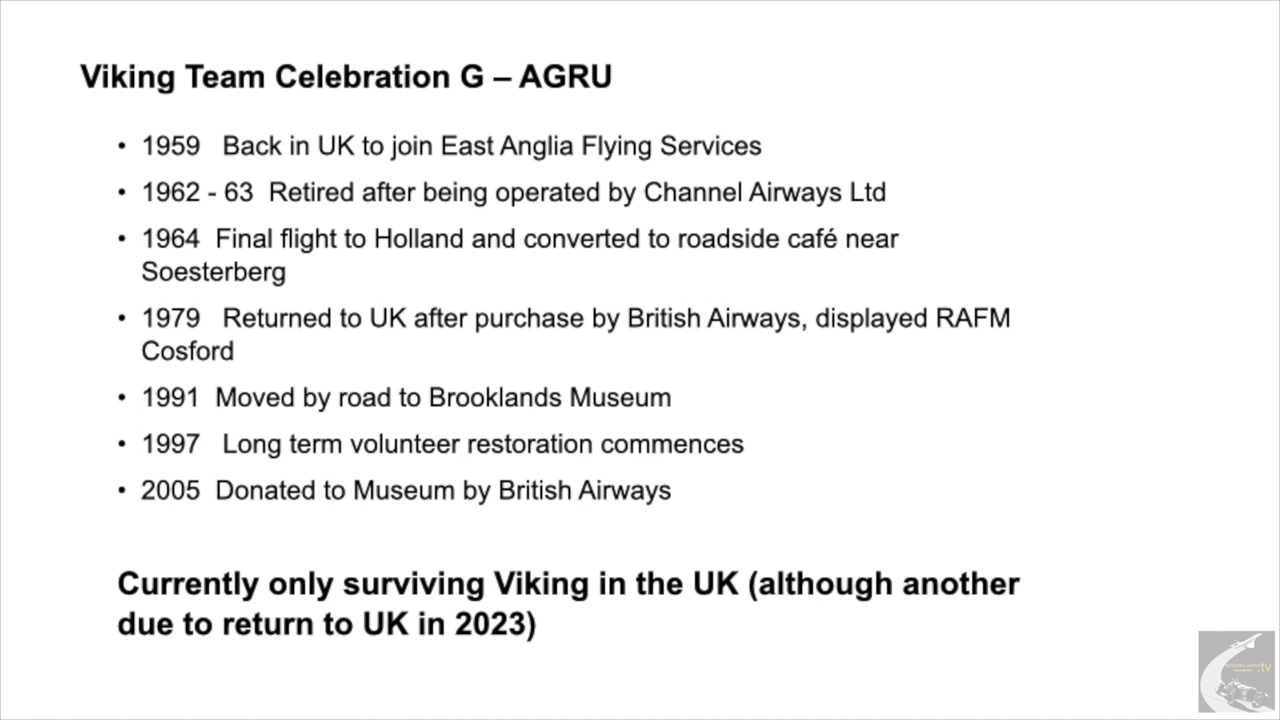 Viking Team Celebration G – AGRU
• 1959 Back in UK to join East Anglia Flying Services
• 1962 - 63 Retired after being operated by Channel Airways Ltd
• 1964 Final flight to Holland and converted to roadside café near
Soesterberg
• 1979 Returned to UK after purchase by British Airways, displayed RAFM
Cosford
• 1991 Moved by road to Brooklands Museum
• 1997 Long term volunteer restoration commences
• 2005 Donated to Museum by British Airways
Currently only surviving Viking in the UK (although another
due to return to UK in 2023)
BROOKLANDS
.tv